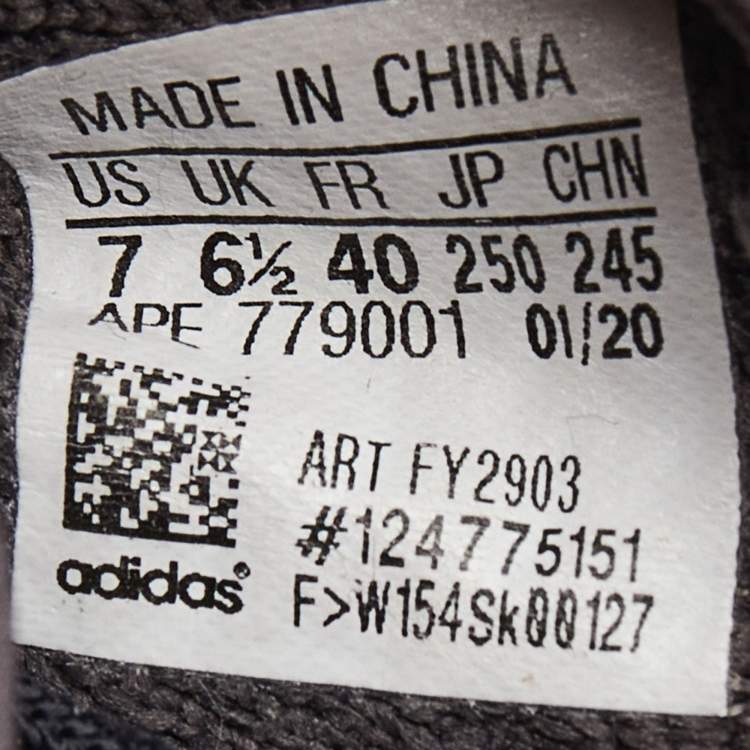 MADE IN CHINA
US UK FR JP CHN
7 6½ 40 250 245
APE 779001 01/20
ART FY2903
#124775151
adidas®
F>W154Sk00127